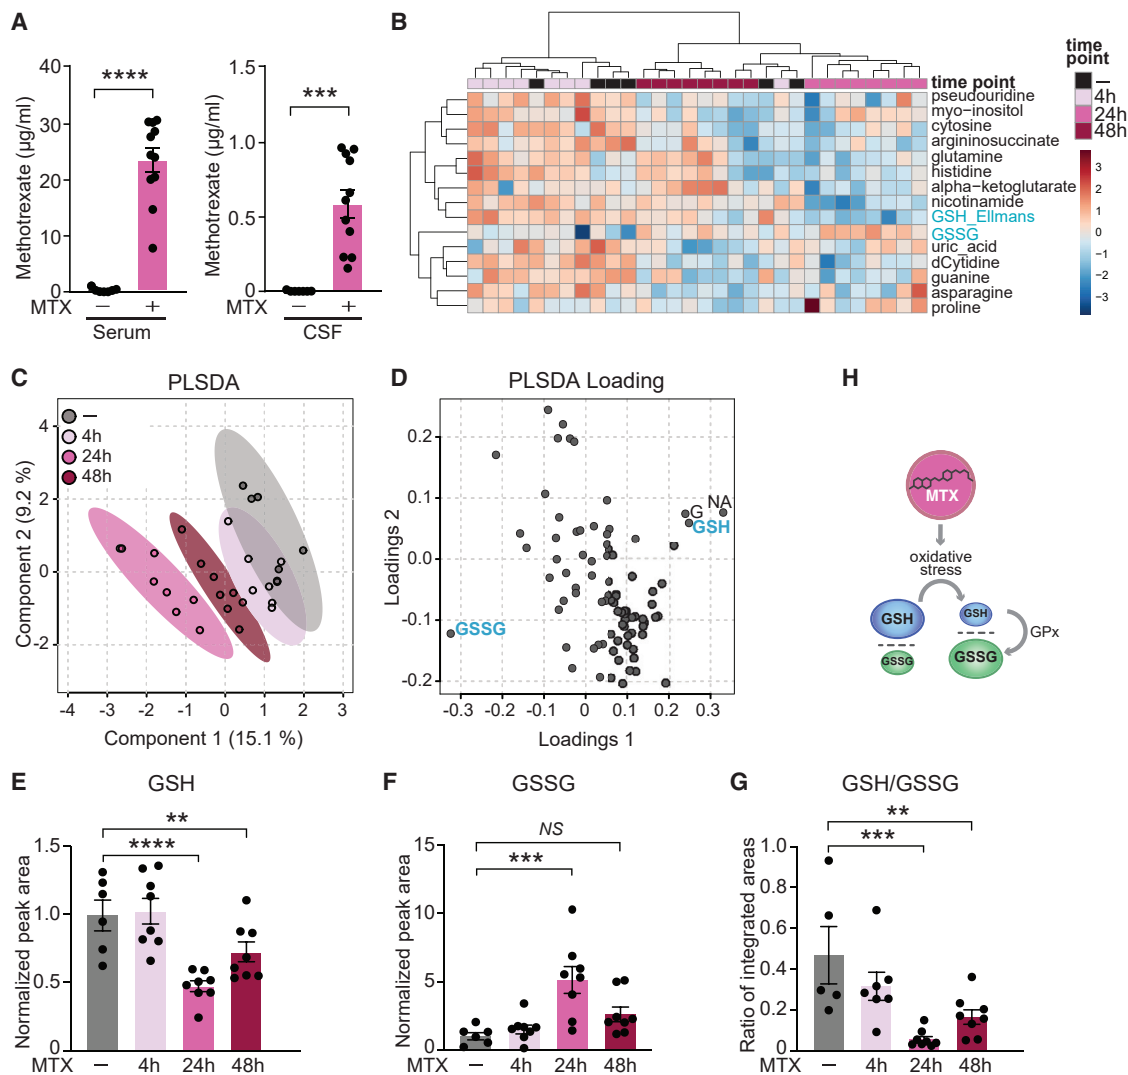 A
Methotrexate (µg/ml)
40
30
20
10
0
****
MTX
− +
Serum
Methotrexate (µg/ml)
1.5
1.0
0.5
0
***
− +
CSF
B
time point
pseudouridine
myo−inositol
cytosine
argininosuccinate
glutamine
histidine
alpha−ketoglutarate
nicotinamide
GSH_Ellmans
GSSG
uric_acid
dCytidine
guanine
asparagine
proline
time
point
−
4h
24h
48h
3
2
1
0
−1
−2
−3
C
PLSDA
−
4h
24h
48h
Component 2 (9.2 %)
4
2
0
-2
-4 -3 -2 -1 0 1 2 3
Component 1 (15.1 %)
D
PLSDA Loading
Loadings 2
0.2
0.1
0.0
-0.1
-0.2
G NA
GSH
GSSG
-0.3 -0.2 -0.1 0 0.1 0.2 0.3
Loadings 1
H
MTX
oxidative
stress
GSH
GSSG
GSH
GSSG
GPx
E
GSH
Normalized peak area
1.5
1.0
0.5
0
**
****
MTX − 4h 24h 48h
F
GSSG
Normalized peak area
15
10
5
0
NS
***
MTX − 4h 24h 48h
G
GSH/GSSG
Ratio of integrated areas
1.0
0.8
0.6
0.4
0.2
0
**
***
MTX − 4h 24h 48h